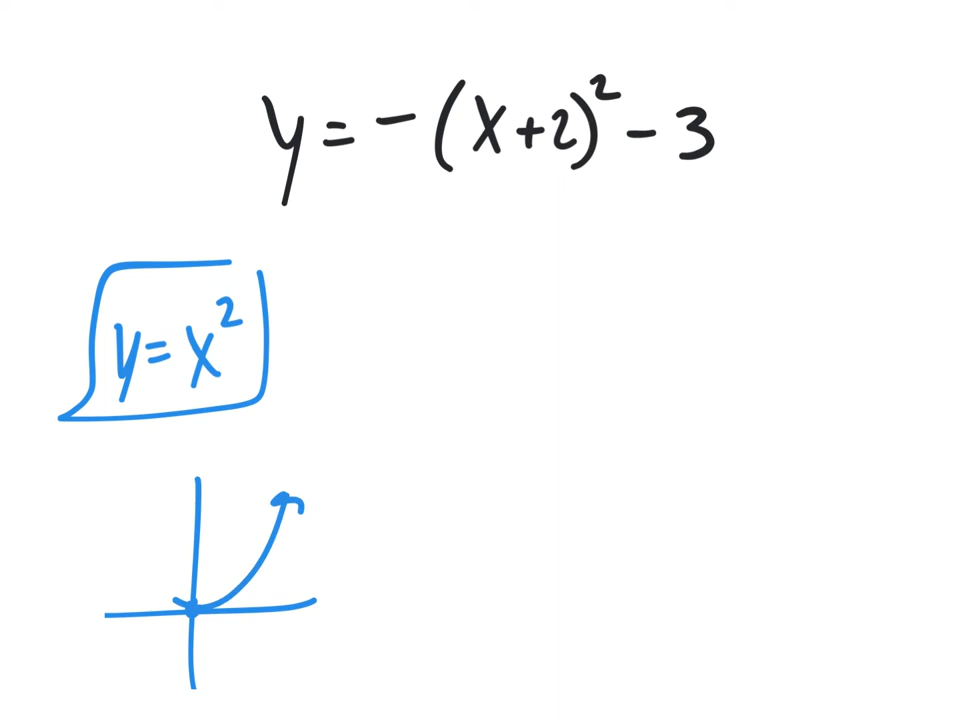 y = -(x+2)² - 3
y = x²